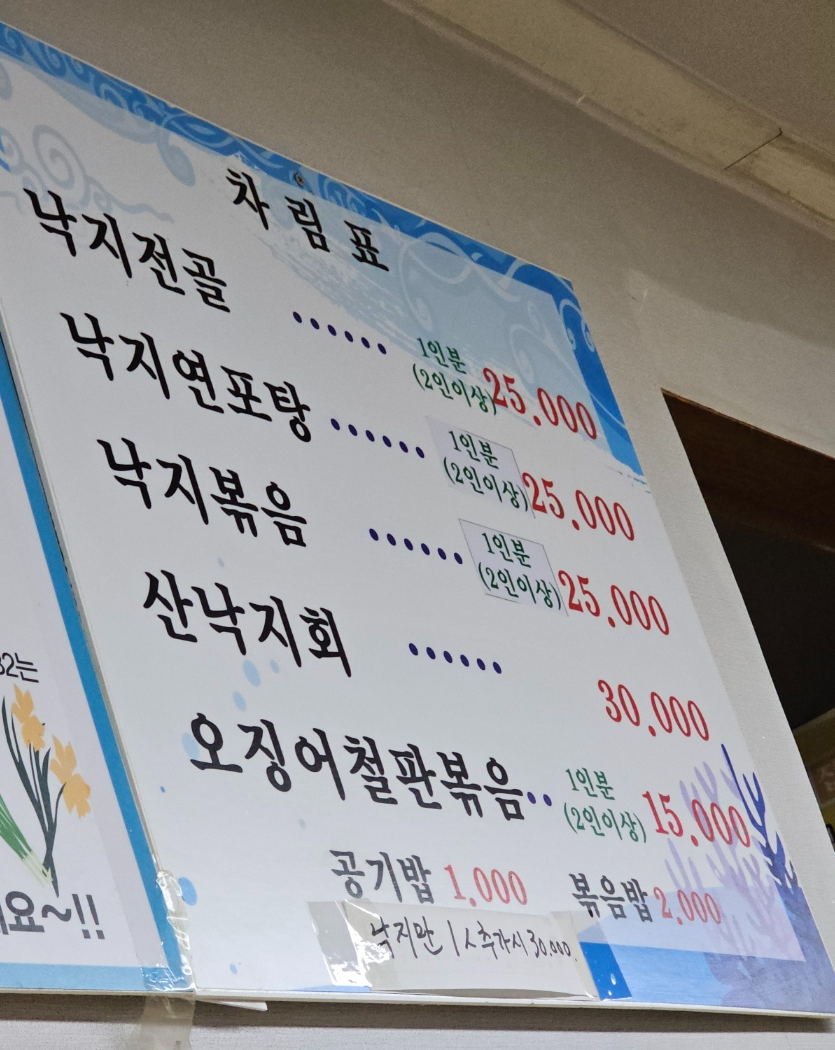 차림표
낙지전골 ...... 1인분 (2인이상) 25,000
낙지연포탕 ...... 1인분 (2인이상) 25,000
낙지볶음 ...... 1인분 (2인이상) 25,000
산낙지회 ...... 30,000
오징어철판볶음.. 1인분 (2인이상) 15,000
공기밥 1,000 볶음밥 2,000
낙지만 추가시 30,000
2는
요~!!